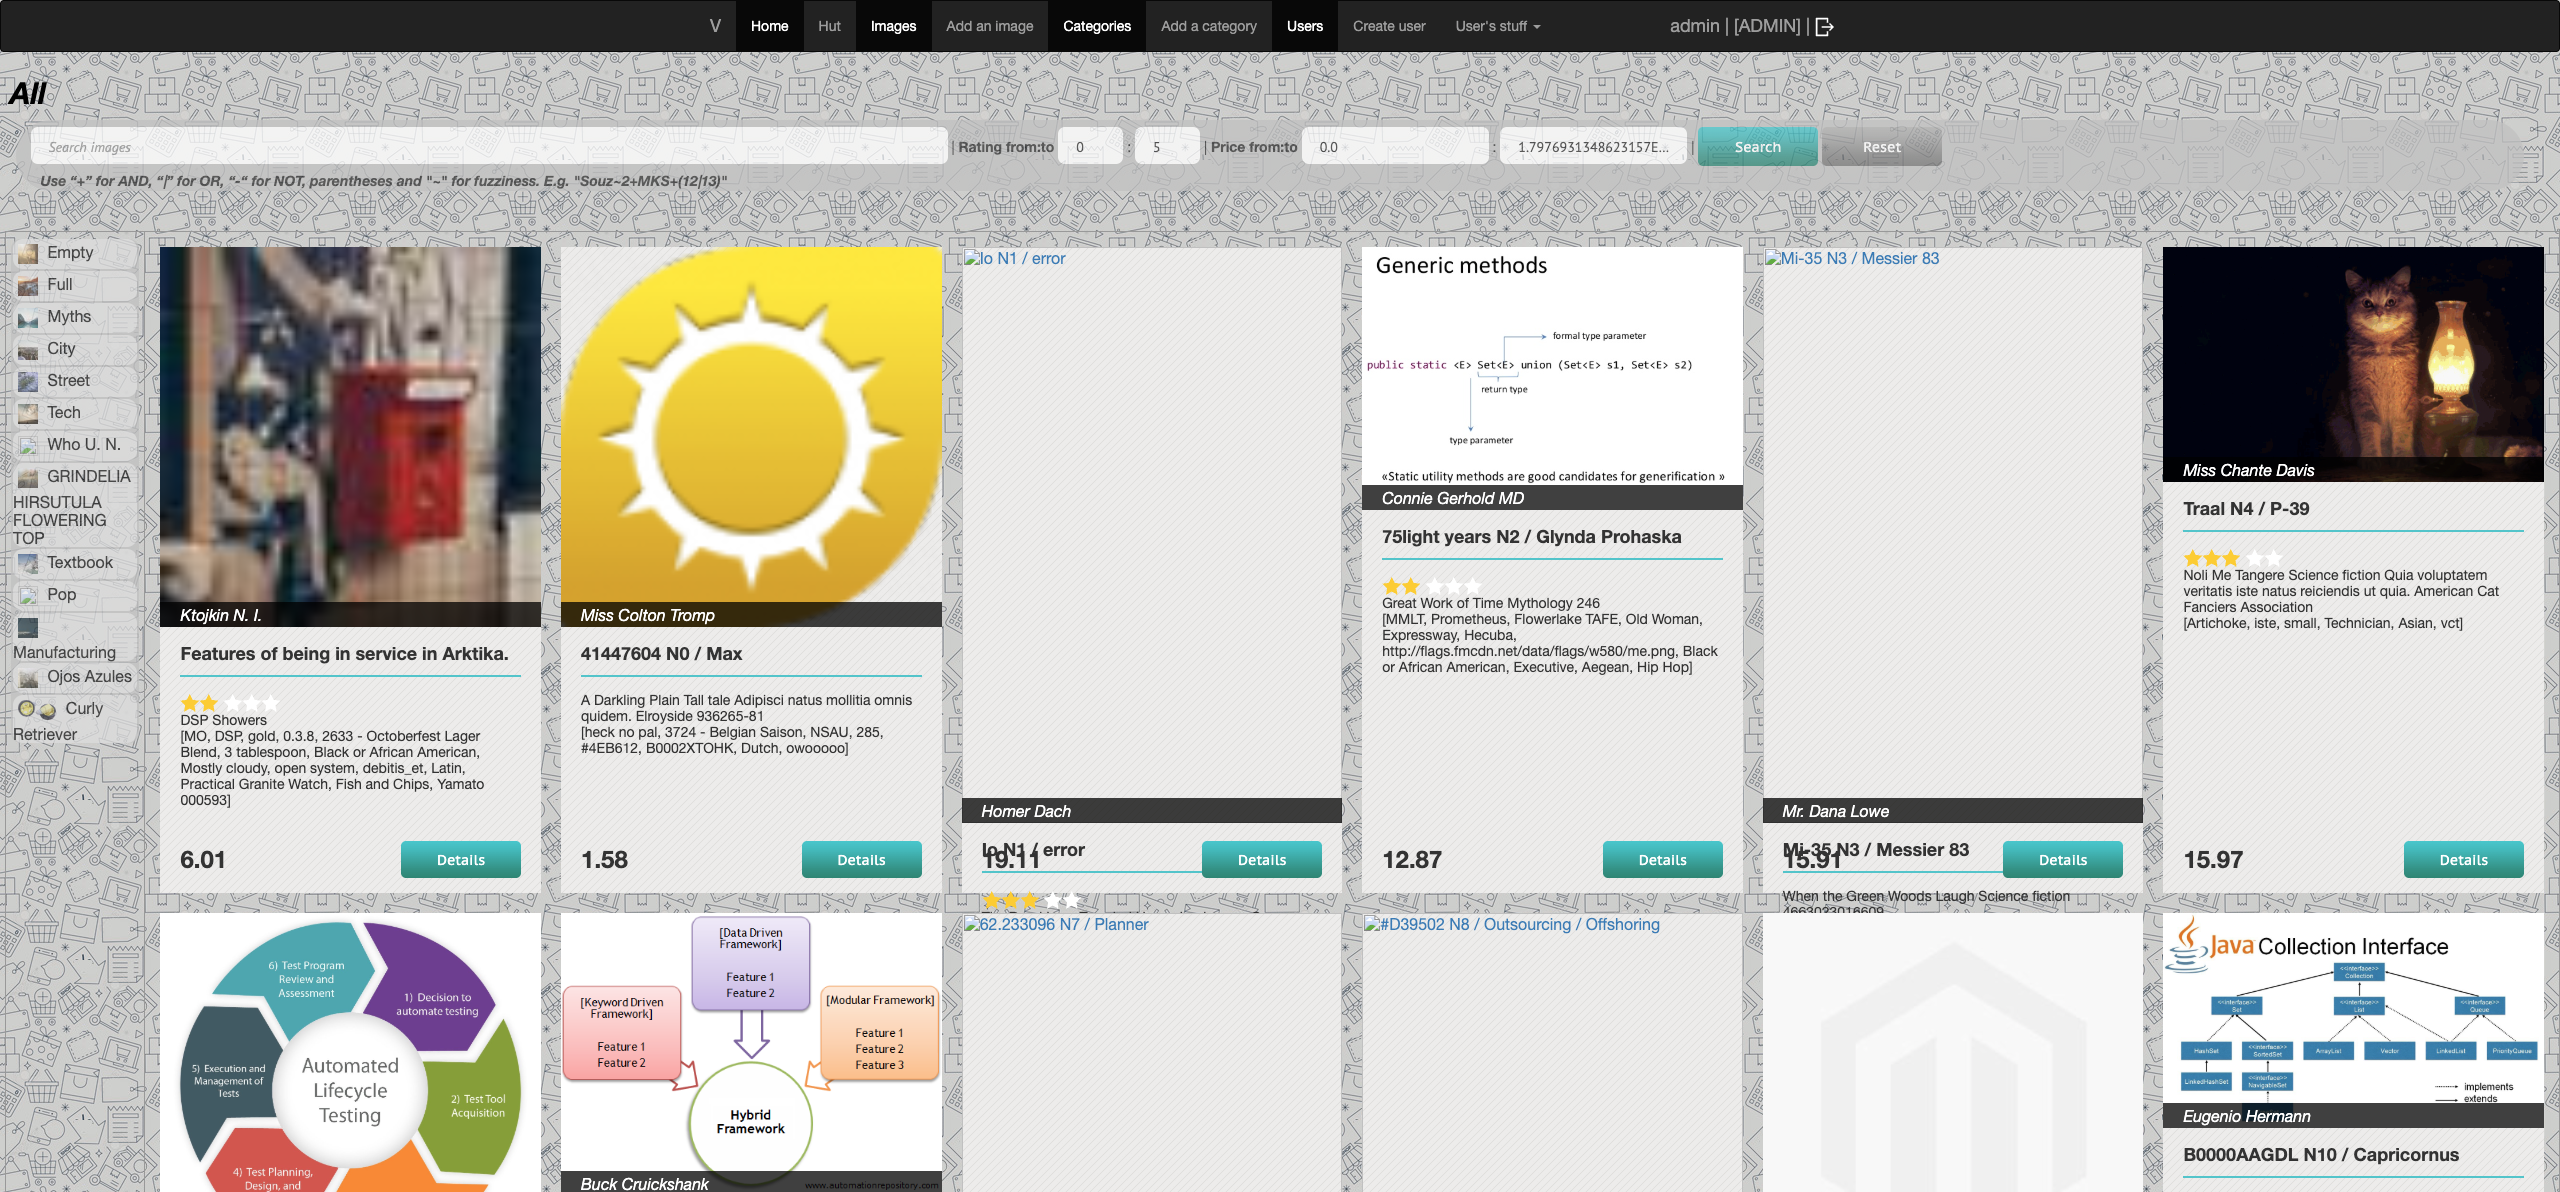 V Home Hut Images Add an image Categories Add a category Users Create user User's stuff admin | [ADMIN] |
All
Search images | Rating from:to 0 : 5 | Price from:to 0.0 : 1.7976931348623157E... | Search Reset
Use “+” for AND, “|” for OR, “-“ for NOT, parentheses and "~" for fuzziness. E.g. "Souz~2+MKS+(12|13)"
Empty
Full
Myths
City
Street
Tech
Who U. N.
GRINDELIA
HIRSUTULA
FLOWERING
TOP
Textbook
Pop
Manufacturing
Ojos Azules
Curly
Retriever
Ktojkin N. I.
Features of being in service in Arktika.
DSP Showers
[MO, DSP, gold, 0.3.8, 2633 - Octoberfest Lager
Blend, 3 tablespoon, Black or African American,
Mostly cloudy, open system, debitis_et, Latin,
Practical Granite Watch, Fish and Chips, Yamato
000593]
6.01 Details
Miss Colton Tromp
41447604 N0 / Max
A Darkling Plain Tall tale Adipisci natus mollitia omnis
quidem. Elroyside 936265-81
[heck no pal, 3724 - Belgian Saison, NSAU, 285,
#4EB612, B0002XTOHK, Dutch, owooooo]
1.58 Details
Io N1 / error
Homer Dach
Io N1 / error
19.11 Details
Generic methods
formal type parameter
public static <E> Set<E> union (Set<E> s1, Set<E> s2)
return type
type parameter
«Static utility methods are good candidates for generification »
Connie Gerhold MD
75light years N2 / Glynda Prohaska
Great Work of Time Mythology 246
[MMLT, Prometheus, Flowerlake TAFE, Old Woman,
Expressway, Hecuba,
http://flags.fmcdn.net/data/flags/w580/me.png, Black
or African American, Executive, Aegean, Hip Hop]
12.87 Details
Mi-35 N3 / Messier 83
Mr. Dana Lowe
Mi-35 N3 / Messier 83
15.91 Details
When the Green Woods Laugh Science fiction
Miss Chante Davis
Traal N4 / P-39
Noli Me Tangere Science fiction Quia voluptatem
veritatis iste natus reiciendis ut quia. American Cat
Fanciers Association
[Artichoke, iste, small, Technician, Asian, vct]
15.97 Details
6) Test Program
Review and
Assessment
1) Decision to
automate testing
5) Execution and
Management of
Tests
Automated
Lifecycle
Testing
2) Test Tool
Acquisition
4) Test Planning,
Design, and
[Data Driven
Framework]
Feature 1
Feature 2
[Keyword Driven
Framework]
Feature 1
Feature 2
[Modular Framework]
Feature 1
Feature 2
Feature 3
Hybrid
Framework
www.automationrepository.com
Buck Cruickshank
62.233096 N7 / Planner
#D39502 N8 / Outsourcing / Offshoring
Java Collection Interface
<<interface>>
Collection
<<interface>>
Set
<<interface>>
List
<<interface>>
Queue
HashSet
<<interface>>
SortedSet
ArrayList
Vector
LinkedList
PriorityQueue
LinkedHashSet
<<interface>>
NavigableSet
implements
extends
Eugenio Hermann
B0000AAGDL N10 / Capricornus